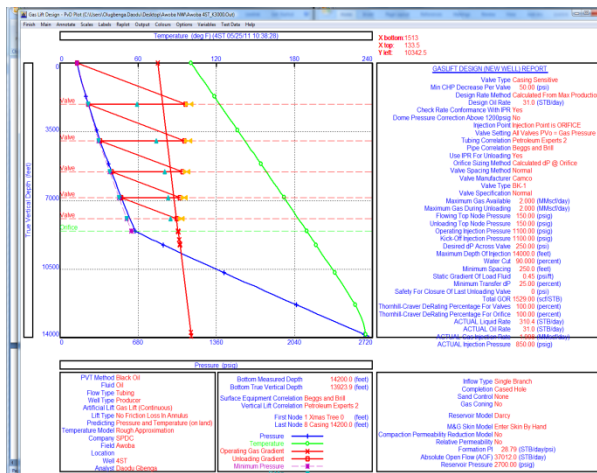 Gas Lift Design - PvD Plot (C:\Users\Gbugbenga.Daodu\Desktop\Awoba NW\Awoba 4ST_K3000.Out)
Finish Main Annotate Scales Labels Replot Output Colours Options Variables Test Data Help
Temperature (deg F) (4ST 05/25/11 10:38:28)
X bottom 1513
X top: 133.5
Y left: 10342.5
0 60 120 180 240 300
0
Valve
3500
Valve
Valve
7000
Valve
Valve
Orifice
10500
14000
True Vertical Depth (feet)
0 680 1360 2040 2720
Pressure (psig)
GASLIFT DESIGN (NEW WELL) REPORT
Valve Type Casing Sensitive
Min CHP Decrease Per Valve 50.00 (psi)
Design Rate Method Calculated From Max Production
Design Oil Rate 31.0 (STB/day)
Check Rate Conformance With IPR Yes
Dome Pressure Correction Above 1200psig No
Injection Point Injection Point is ORIFICE
Valve Setting All Valves PVo = Gas Pressure
Tubing Correlation Petroleum Experts 2
Pipe Correlation Beggs and Brill
Use IPR For Unloading Yes
Orifice Sizing Method Calculated dP @ Orifice
Valve Spacing Method Normal
Valve Manufacturer Camco
Valve Type BK-1
Valve Specification Normal
Maximum Gas Available 2.000 (MMscf/day)
Maximum Gas During Unloading 2.000 (MMscf/day)
Flowing Top Node Pressure 150.00 (psig)
Unloading Top Node Pressure 150.00 (psig)
Operating Injection Pressure 1100.00 (psig)
Kick-Off Injection Pressure 1100.00 (psig)
Desired dP Across Valve 250.00 (psi)
Maximum Depth Of Injection 14000.0 (feet)
Water Cut 90.000 (percent)
Minimum Spacing 250.0 (feet)
Static Gradient Of Load Fluid 0.45 (psi/ft)
Minimum Transfer dP 25.00 (percent)
Safety For Closure Of Last Unloading Valve 0 (psi)
Total GOR 1529.00 (scf/STB)
Thornhill-Craver DeRating Percentage For Valves 100.00 (percent)
Thornhill-Craver DeRating Percentage For Orifice 100.00 (percent)
ACTUAL Liquid Rate 310.4 (STB/day)
ACTUAL Oil Rate 31.0 (STB/day)
ACTUAL Gas Injection Rate (MMscf/day)
ACTUAL Injection Pressure 850.00 (psig)
PVT Method Black Oil
Fluid Oil
Flow Type Tubing
Well Type Producer
Artificial Lift Gas Lift (Continuous)
Lift Type No Friction Loss In Annulus
Predicting Pressure and Temperature (on land)
Temperature Model Rough Approximation
Company SPDC
Field Awoba
Location
Well 4ST
Analyst Daodu Gbenga
Bottom Measured Depth 14200.0 (feet)
Bottom True Vertical Depth 13923.9 (feet)
Surface Equipment Correlation Beggs and Brill
Vertical Lift Correlation Petroleum Experts 2
First Node 1 Xmas Tree 0 (feet)
Last Node 8 Casing 14200.0 (feet)
Pressure
Temperature
Operating Gas Gradient
Unloading Gradient
Minimum Pressure
Inflow Type Single Branch
Completion Cased Hole
Sand Control None
Gas Coning No
Reservoir Model Darcy
M&G Skin Model Enter Skin By Hand
Compaction Permeability Reduction Model No
Relative Permeability No
Formation PI 28.79 (STB/day/psi)
Absolute Open Flow (AOF) 37012.0 (STB/day)
Reservoir Pressure 2700.00 (psig)